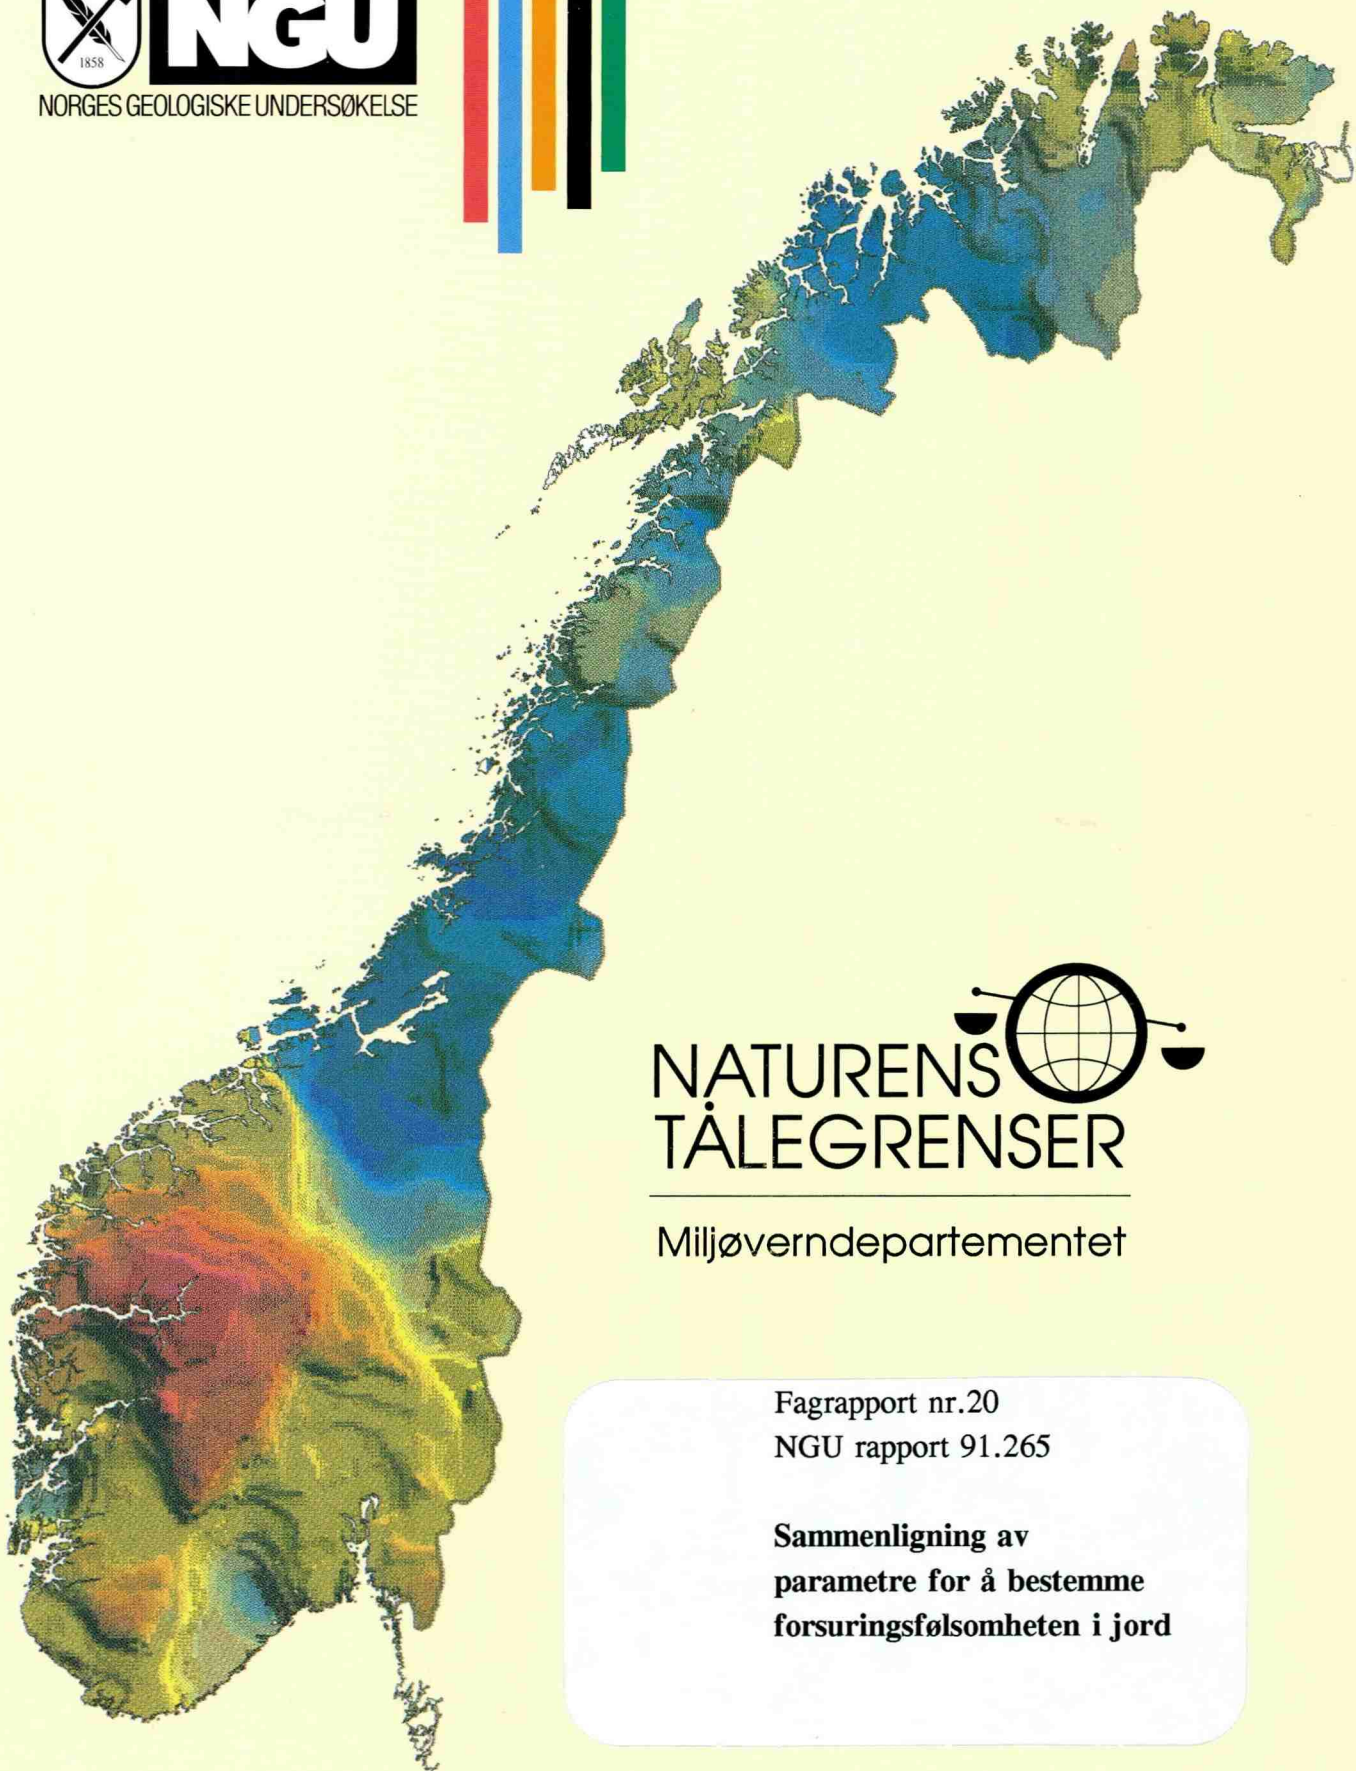 1858
NGU
NORGES GEOLOGISKE UNDERSØKELSE
NATURENS
TÅLEGRENSER
Miljøverndepartementet
Fagrapport nr.20
NGU rapport 91.265
Sammenligning av
parametre for å bestemme
forsuringsfølsomheten i jord